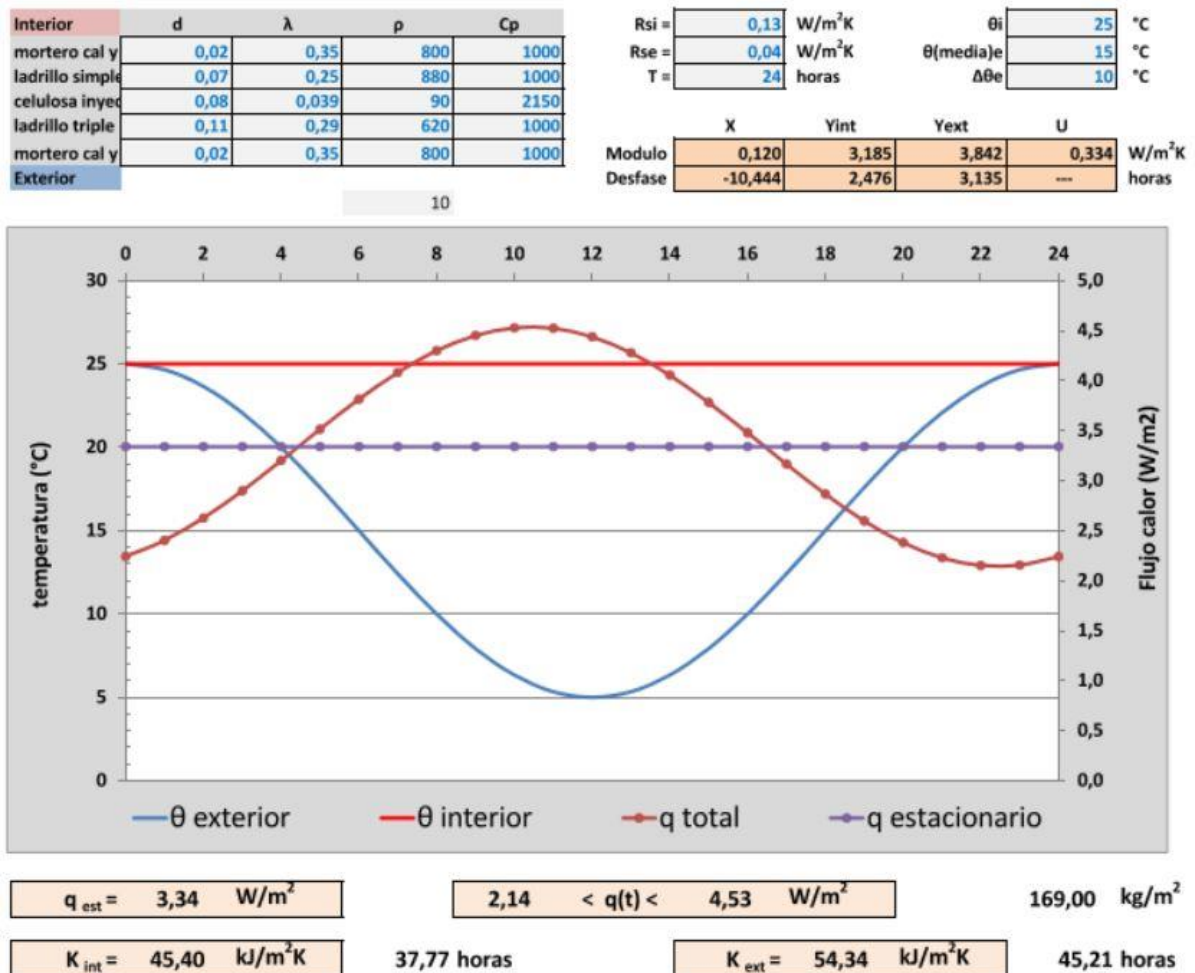 Interior d λ ρ Cp
mortero cal y 0,02 0,35 800 1000
ladrillo simple 0,07 0,25 880 1000
celulosa inyec 0,08 0,039 90 2150
ladrillo triple 0,11 0,29 620 1000
mortero cal y 0,02 0,35 800 1000
Exterior
10
Rsi = 0,13 W/m²K θi 25 °C
Rse = 0,04 W/m²K θ(media)e 15 °C
T = 24 horas Δθe 10 °C
X Yint Yext U
Modulo 0,120 3,185 3,842 0,334 W/m²K
Desfase -10,444 2,476 3,135 --- horas
0 2 4 6 8 10 12 14 16 18 20 22 24
30 5,0
4,5
25
4,0
20 3,5
3,0
15 2,5
2,0
10
1,5
5 1,0
0,5
0 0,0
temperatura (°C)
Flujo calor (W/m2)
θ exterior θ interior q total q estacionario
q est = 3,34 W/m² 2,14 < q(t) < 4,53 W/m² 169,00 kg/m²
K int = 45,40 kJ/m²K 37,77 horas K ext = 54,34 kJ/m²K 45,21 horas